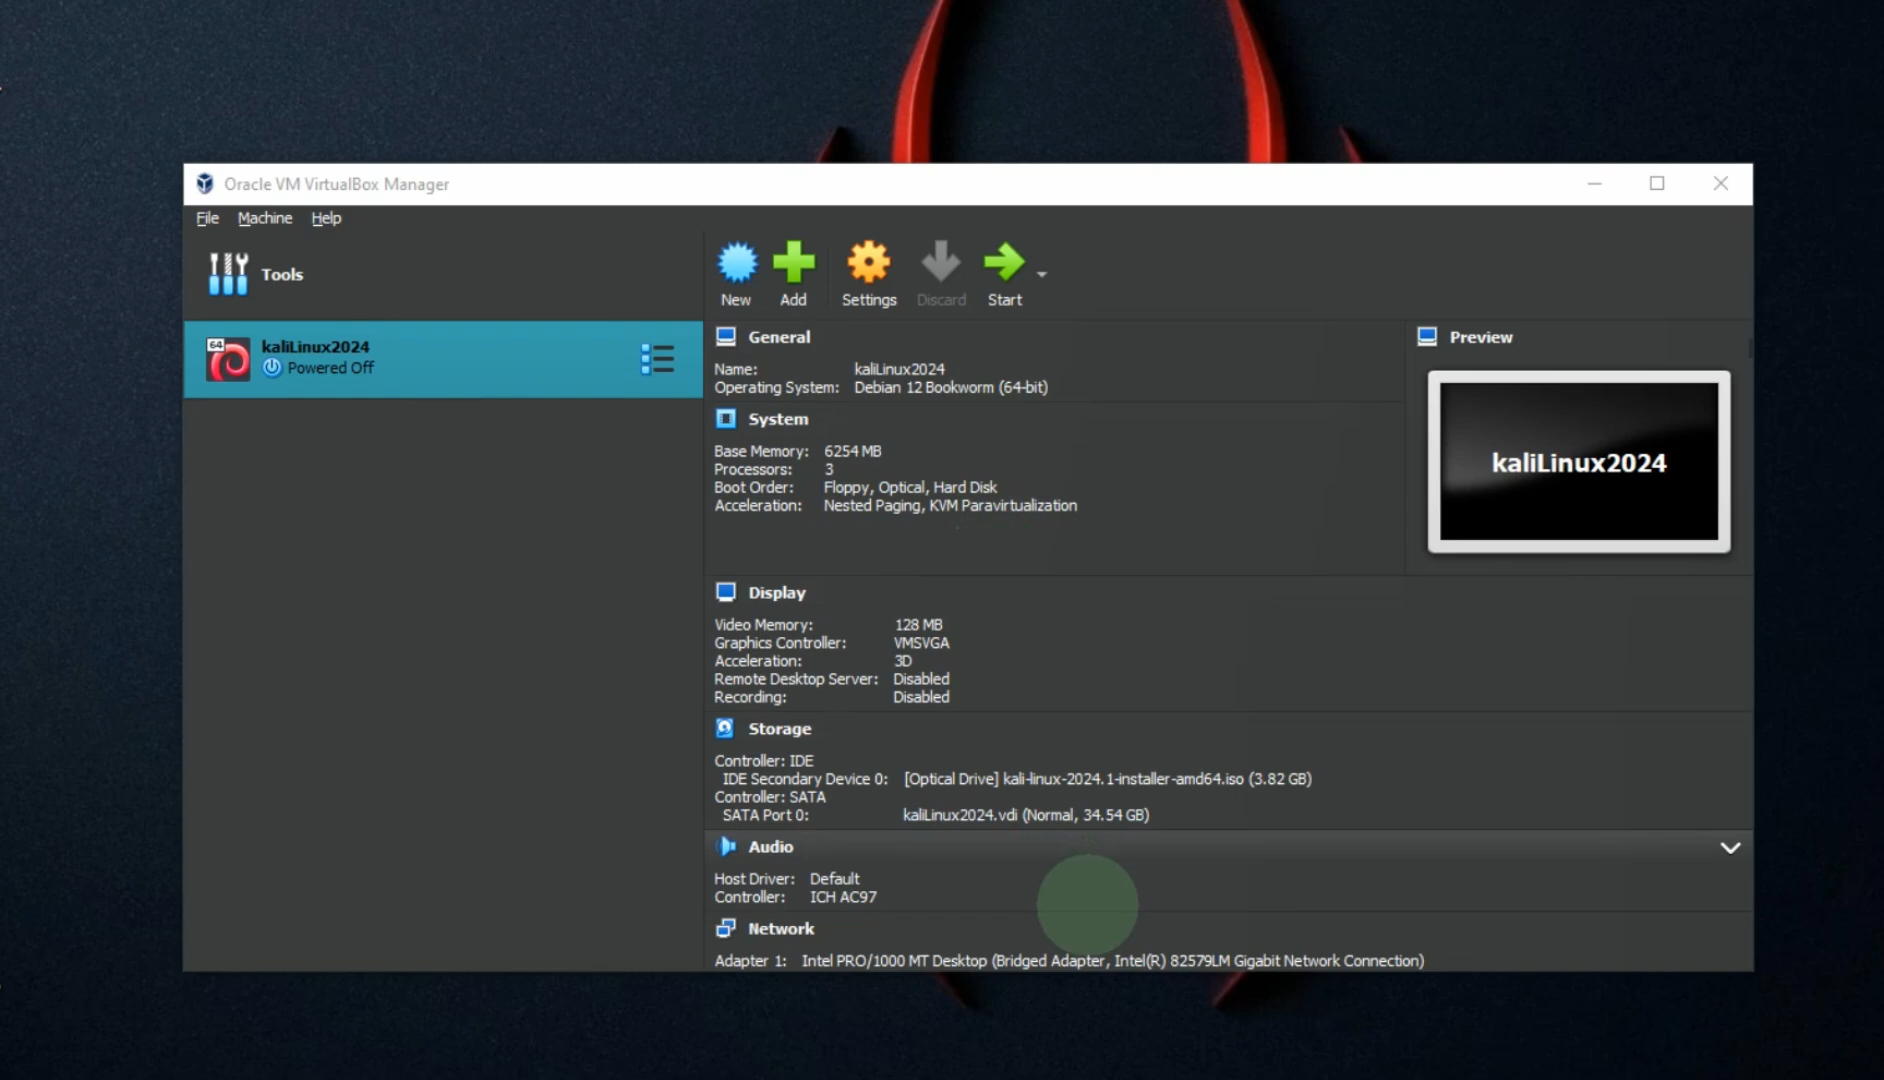 Oracle VM VirtualBox Manager
File Machine Help
Tools
New Add Settings Discard Start
64
kaliLinux2024
Powered Off
General
Name: kaliLinux2024
Operating System: Debian 12 Bookworm (64-bit)
System
Base Memory: 6254 MB
Processors: 3
Boot Order: Floppy, Optical, Hard Disk
Acceleration: Nested Paging, KVM Paravirtualization
Preview
kaliLinux2024
Display
Video Memory: 128 MB
Graphics Controller: VMSVGA
Acceleration: 3D
Remote Desktop Server: Disabled
Recording: Disabled
Storage
Controller: IDE
IDE Secondary Device 0: [Optical Drive] kali-linux-2024.1-installer-amd64.iso (3.82 GB)
Controller: SATA
SATA Port 0: kaliLinux2024.vdi (Normal, 34.54 GB)
Audio
Host Driver: Default
Controller: ICH AC97
Network
Adapter 1: Intel PRO/1000 MT Desktop (Bridged Adapter, Intel(R) 82579LM Gigabit Network Connection)